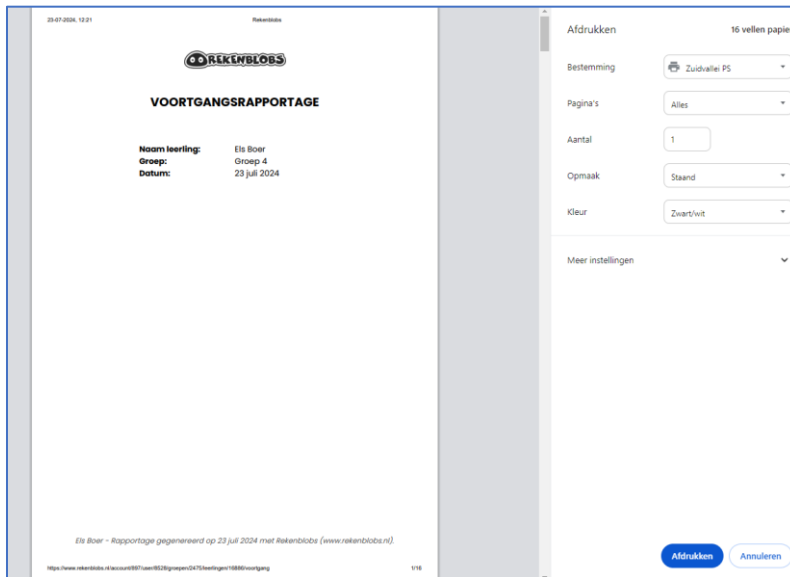 23-07-2024, 12:21 Rekenblobs
REKENBLOBS
VOORTGANGSRAPPORTAGE
Naam leerling: Els Boer
Groep: Groep 4
Datum: 23 juli 2024
Els Boer - Rapportage gegenereerd op 23 juli 2024 met Rekenblobs (www.rekenblobs.nl).
1/16
Afdrukken 16 vellen papie
Bestemming Zuidvallei PS
Pagina's Alles
Aantal 1
Opmaak Staand
Kleur Zwart/wit
Meer instellingen
Afdrukken Annuleren